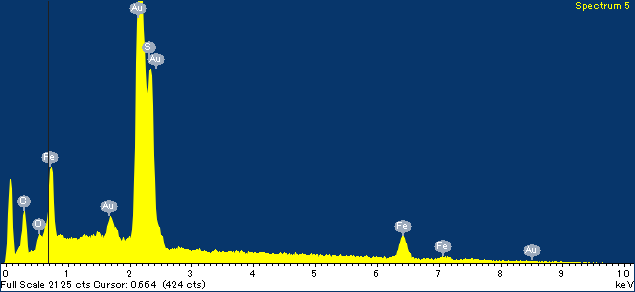 Spectrum 5
Au
S
Au
Fe
C
O
Au
Fe
Fe
Au
0 1 2 3 4 5 6 7 8 9 10
Full Scale 2125 cts Cursor: 0.664 (424 cts) keV